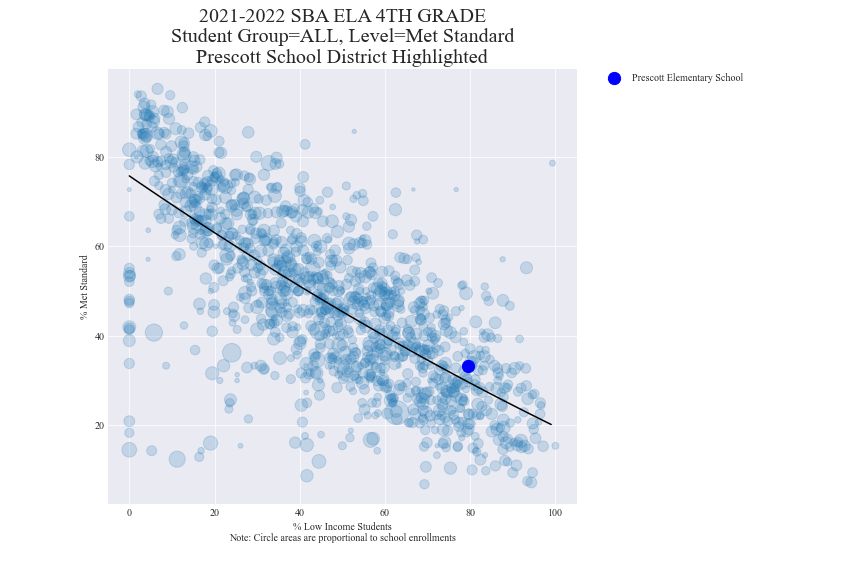 2021-2022 SBA ELA 4TH GRADE
Student Group=ALL, Level=Met Standard
Prescott School District Highlighted
Prescott Elementary School
% Met Standard
80
60
40
20
0 20 40 60 80 100
% Low Income Students
Note: Circle areas are proportional to school enrollments